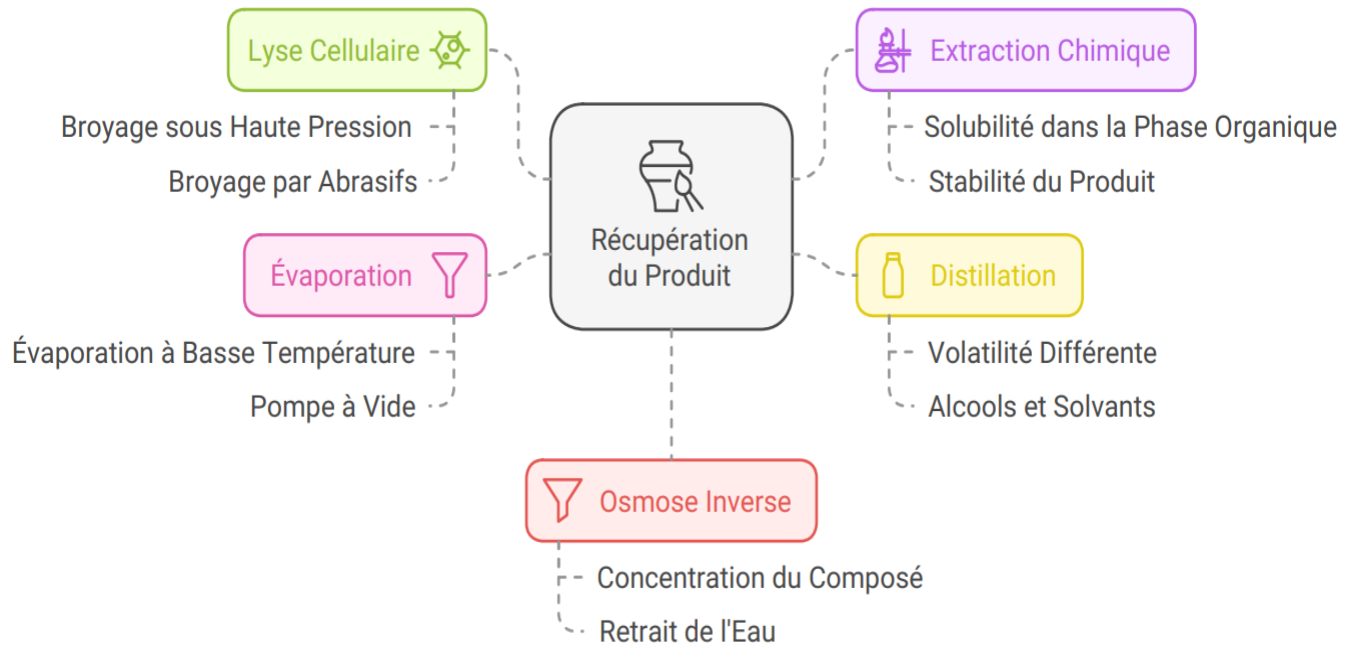 Lyse Cellulaire
Broyage sous Haute Pression
Broyage par Abrasifs
Évaporation
Évaporation à Basse Température
Pompe à Vide
Récupération
du Produit
Extraction Chimique
Solubilité dans la Phase Organique
Stabilité du Produit
Distillation
Volatilité Différente
Alcools et Solvants
Osmose Inverse
Concentration du Composé
Retrait de l'Eau